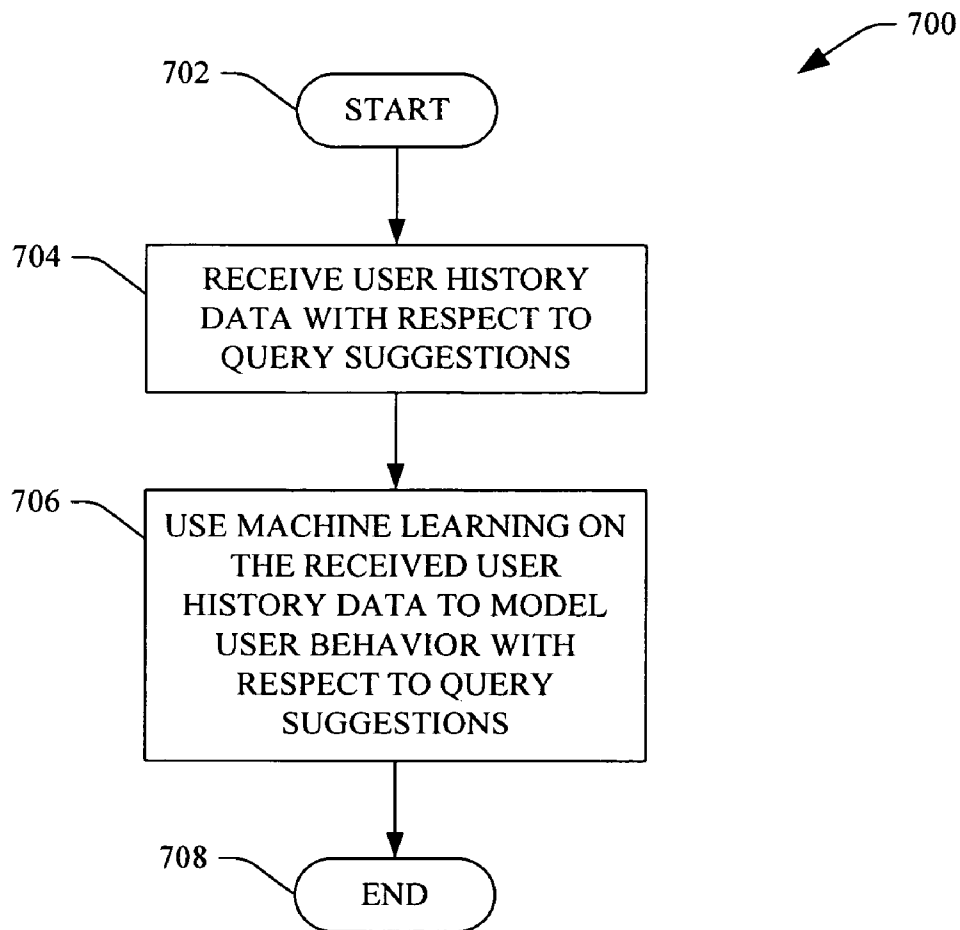 700
702
START
704
RECEIVE USER HISTORY
DATA WITH RESPECT TO
QUERY SUGGESTIONS
706
USE MACHINE LEARNING ON
THE RECEIVED USER
HISTORY DATA TO MODEL
USER BEHAVIOR WITH
RESPECT TO QUERY
SUGGESTIONS
708
END